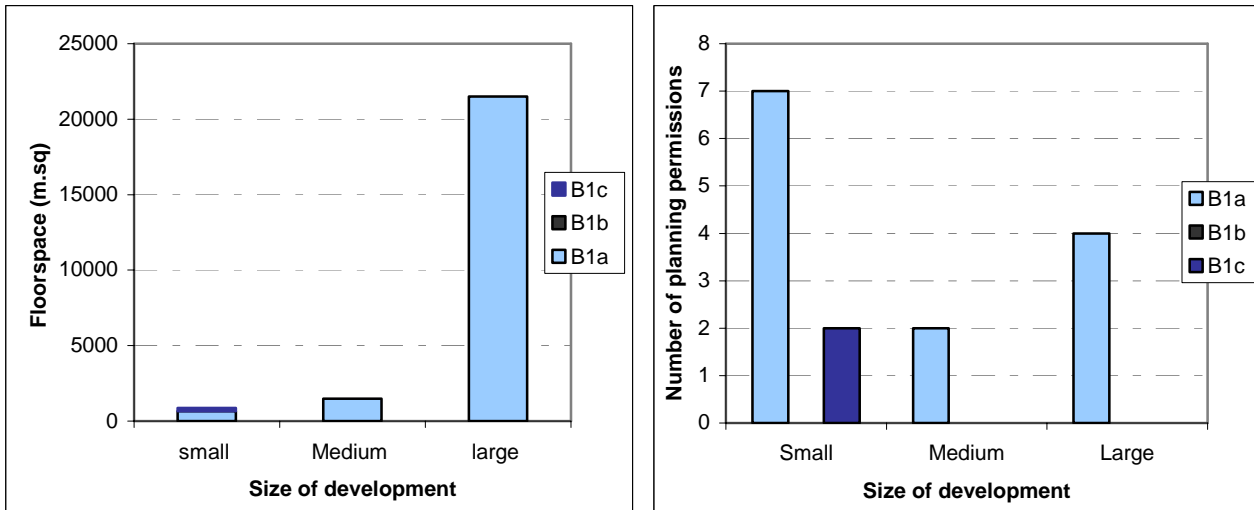 25000
20000
15000
10000
5000
0
Floorspace (m.sq)
small Medium large
Size of development
B1c
B1b
B1a
8
7
6
5
4
3
2
1
0
Number of planning permissions
Small Medium Large
Size of development
B1a
B1b
B1c